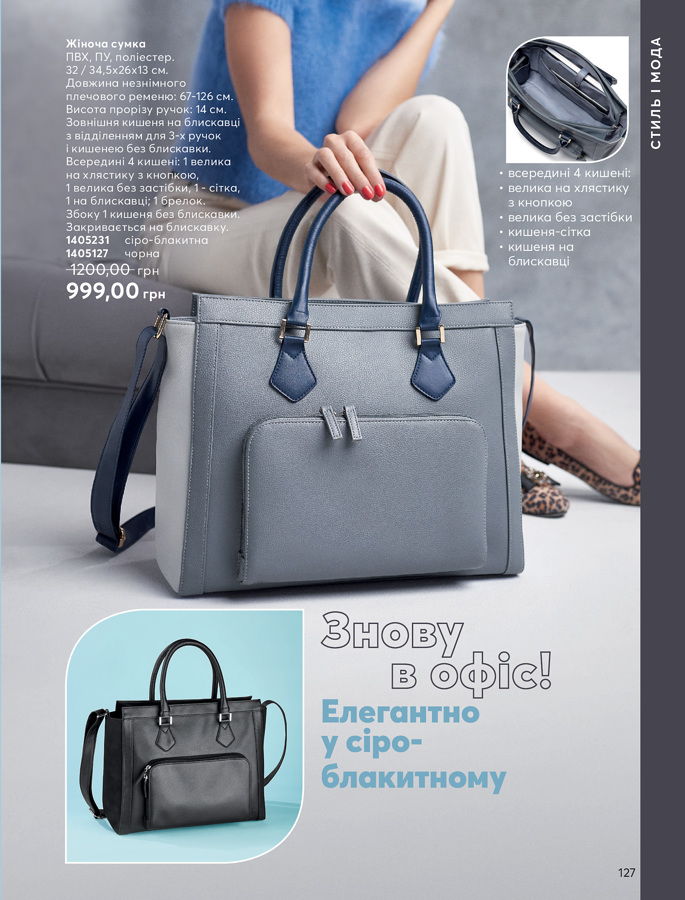 Жіноча сумка
ПВХ, ПУ, поліестер.
32 / 34,5х26х13 см.
Довжина незнімного
плечового ременю: 67-126 см.
Висота прорізу ручок: 14 см.
Зовнішня кишеня на блискавці
з відділенням для 3-х ручок
і кишенею без блискавки.
Всередині 4 кишені: 1 велика
на хлястику з кнопкою,
1 велика без застібки, 1 - сітка,
1 на блискавці; 1 брелок.
Збоку 1 кишеня без блискавки.
Закривається на блискавку.
1405231 сіро-блакитна
1405127 чорна
1200,00 грн
999,00 грн
• всередині 4 кишені:
• велика на хлястику
з кнопкою
• велика без застібки
• кишеня-сітка
• кишеня на
блискавці
СТИЛЬ І МОДА
Знову
в офіс!
Елегантно
у сіро-
блакитному
127